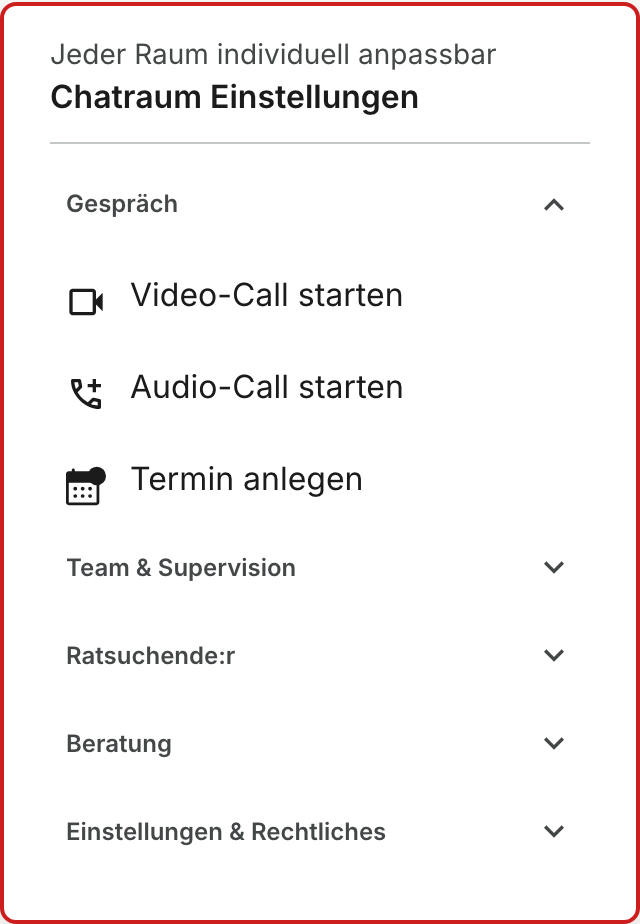 Jeder Raum individuell anpassbar
Chatraum Einstellungen
Gespräch
Video-Call starten
Audio-Call starten
Termin anlegen
Team & Supervision
Ratsuchende:r
Beratung
Einstellungen & Rechtliches